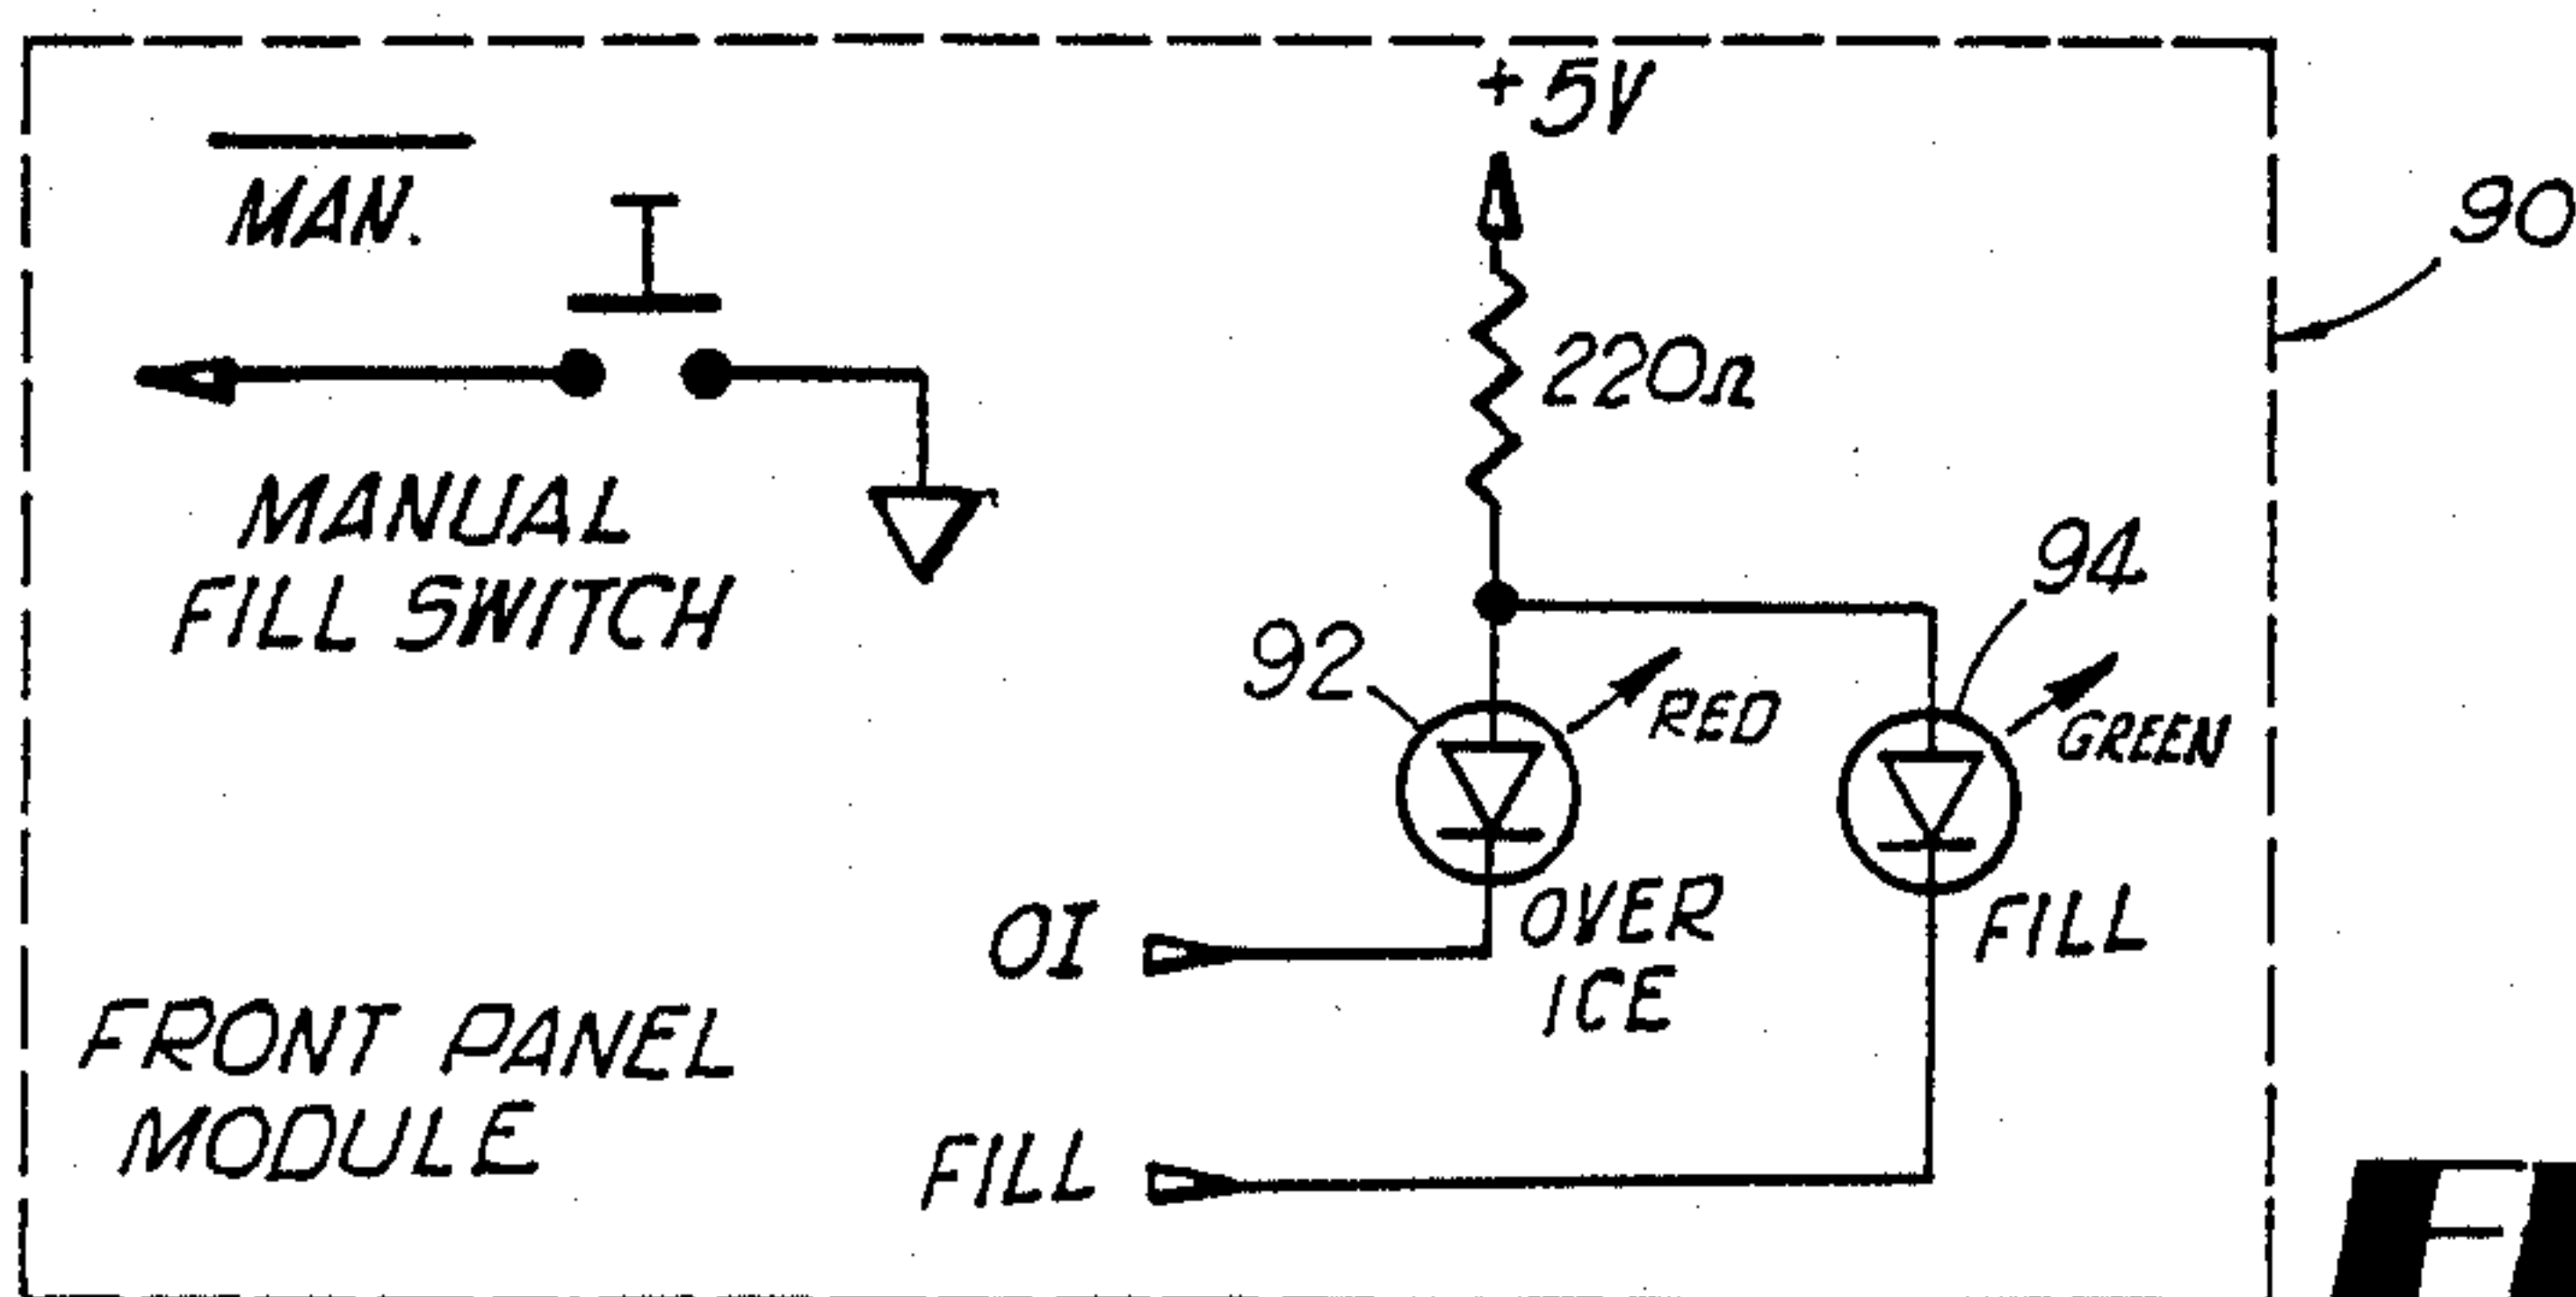 +5V
MAN.
90
220Ω
MANUAL
FILL SWITCH
94
92
RED
GREEN
OVER
ICE
FILL
OI
FRONT PANEL
MODULE
FILL